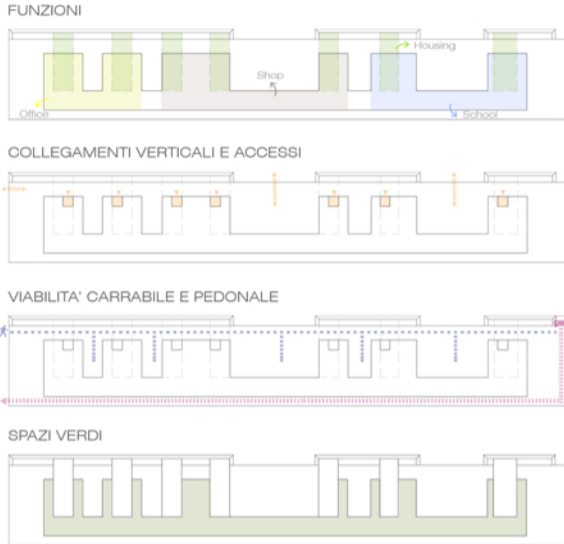 FUNZIONI
Housing
Shop
Office
School
COLLEGAMENTI VERTICALI E ACCESSI
VIABILITA' CARRABILE E PEDONALE
SPAZI VERDI